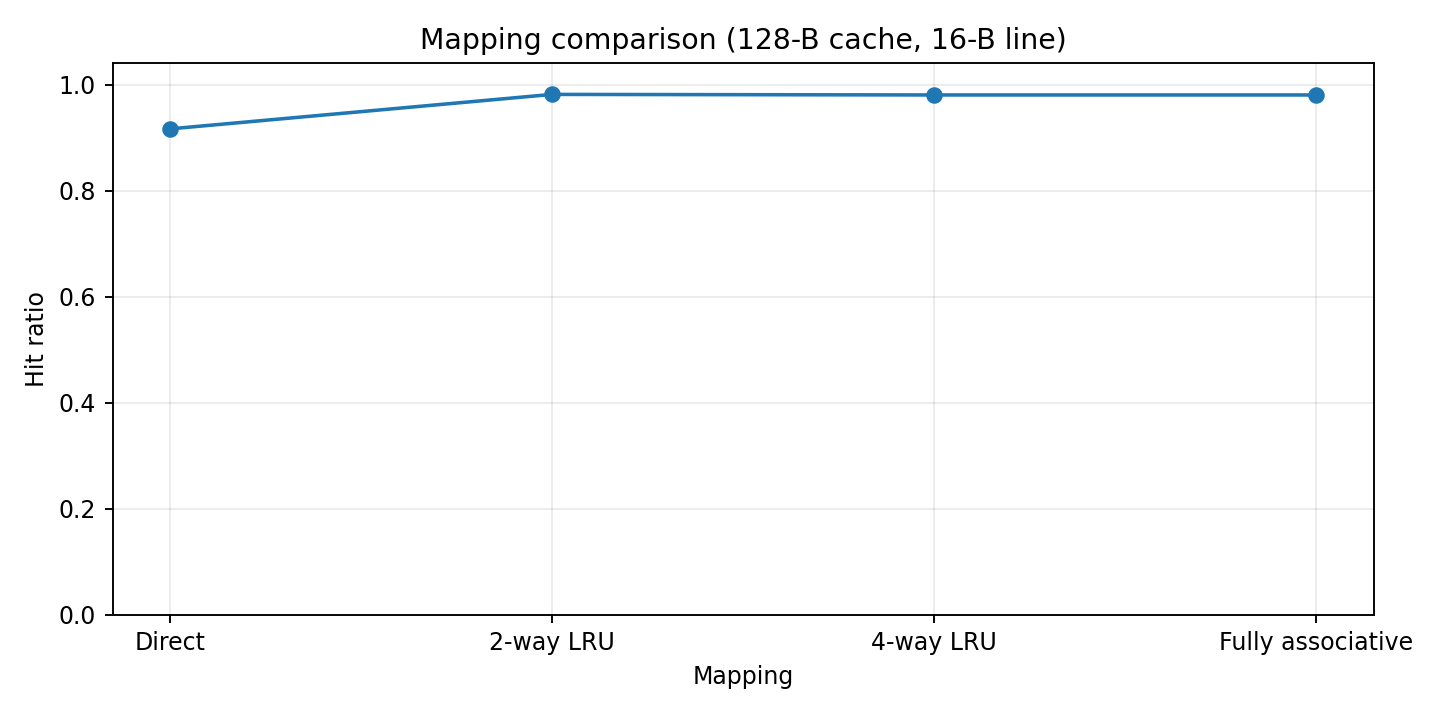 Mapping comparison (128-B cache, 16-B line)
1.0
0.8
0.6
0.4
0.2
0.0
Hit ratio
Direct
2-way LRU
4-way LRU
Fully associative
Mapping